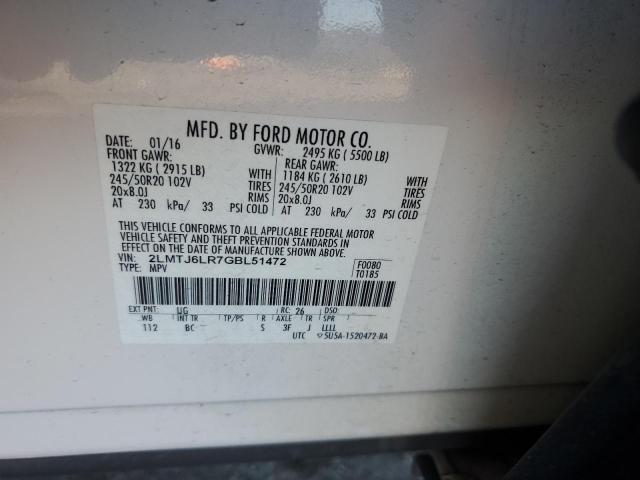 MFD. BY FORD MOTOR CO.
DATE: 01/16 GVWR: 2495 KG ( 5500 LB)
FRONT GAWR: REAR GAWR:
1322 KG ( 2915 LB) WITH 1184 KG ( 2610 LB) WITH
245/50R20 102V TIRES 245/50R20 102V TIRES
20x8.0J RIMS 20x8.0J RIMS
AT 230 kPa/ 33 PSI COLD AT 230 kPa/ 33 PSI COLD
THIS VEHICLE CONFORMS TO ALL APPLICABLE FEDERAL MOTOR
VEHICLE SAFETY AND THEFT PREVENTION STANDARDS IN
EFFECT ON THE DATE OF MANUFACTURE SHOWN ABOVE.
VIN: 2LMTJ6LR7GBL51472 F0080
TYPE: MPV T0185
EXT PNT: UG RC: 26 DSO:
WB INT TR TP/PS R AXLE TR SPR
112 BC S 3F J LLLL
UTC SU5A-1520472-BA